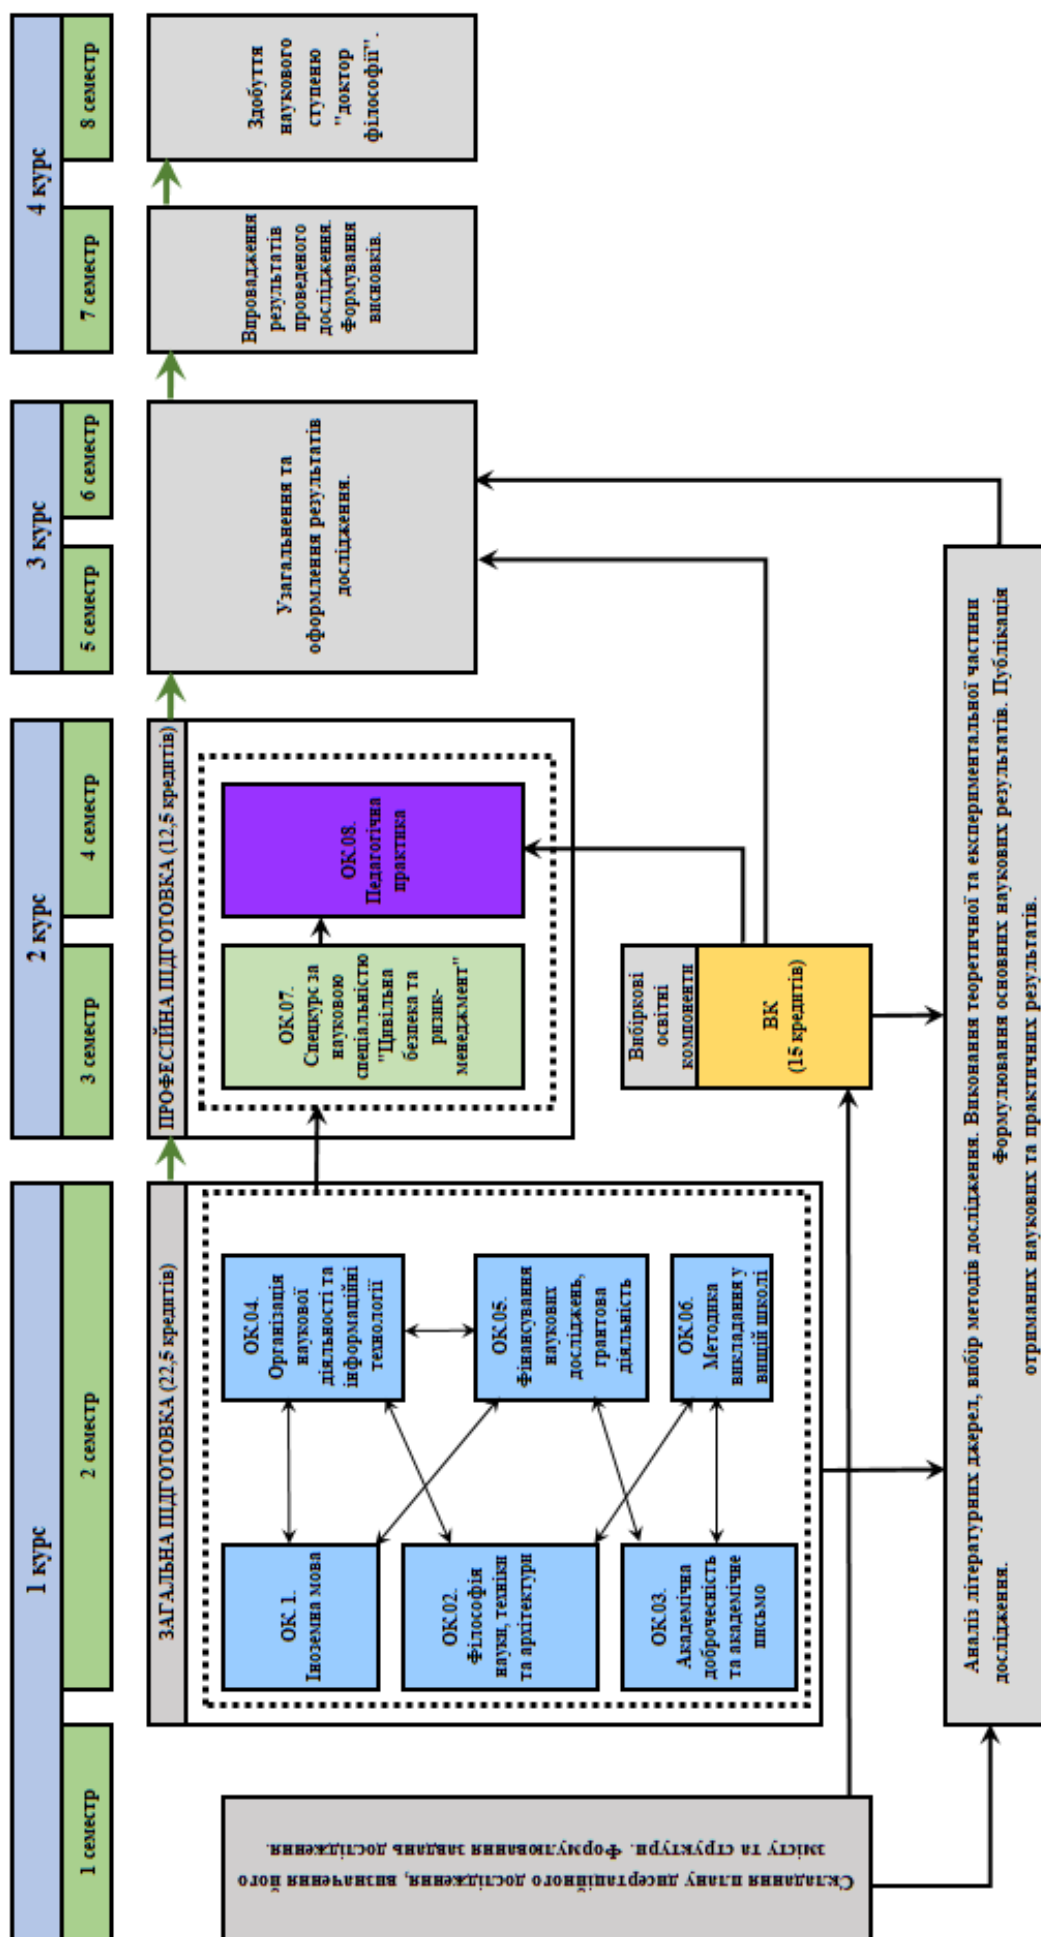 1 курс
2 курс
3 курс
4 курс
1 семестр
2 семестр
3 семестр
4 семестр
5 семестр
6 семестр
7 семестр
8 семестр
Складання плану дисертаційного дослідження, визначення його
змісту та структури. Формулювання завдань дослідження.
ЗАГАЛЬНА ПІДГОТОВКА (22,5 кредитів)
ОК.1.
Іноземна мова
ОК.02.
Філософія
науки, техніки
та архітектури
ОК.03.
Академічна
доброчесність
та академічне
письмо
ОК.04.
Організація
наукової
діяльності та
інформаційні
технології
ОК.05.
Фінансування
наукових
досліджень,
грантова
діяльність
ОК.06.
Методика
викладання у
вищій школі
ПРОФЕСІЙНА ПІДГОТОВКА (12,5 кредитів)
ОК.07.
Спецкурс за
науковою
спеціальністю
"Цивільна
безпека та
ризик-
менеджмент"
ОК.08.
Педагогічна
практика
Вибіркові
освітні
компоненти
ВК
(15 кредитів)
Узагальнення та
оформлення результатів
дослідження.
Впровадження
результатів
проведеного
дослідження.
Формування
висновків.
Здобуття
наукового
ступеню
"доктор
філософії".
Аналіз літературних джерел, вибір методів дослідження. Виконання теоретичної та експериментальної частини
дослідження. Формулювання основних наукових результатів. Публікація
отриманих наукових та практичних результатів.